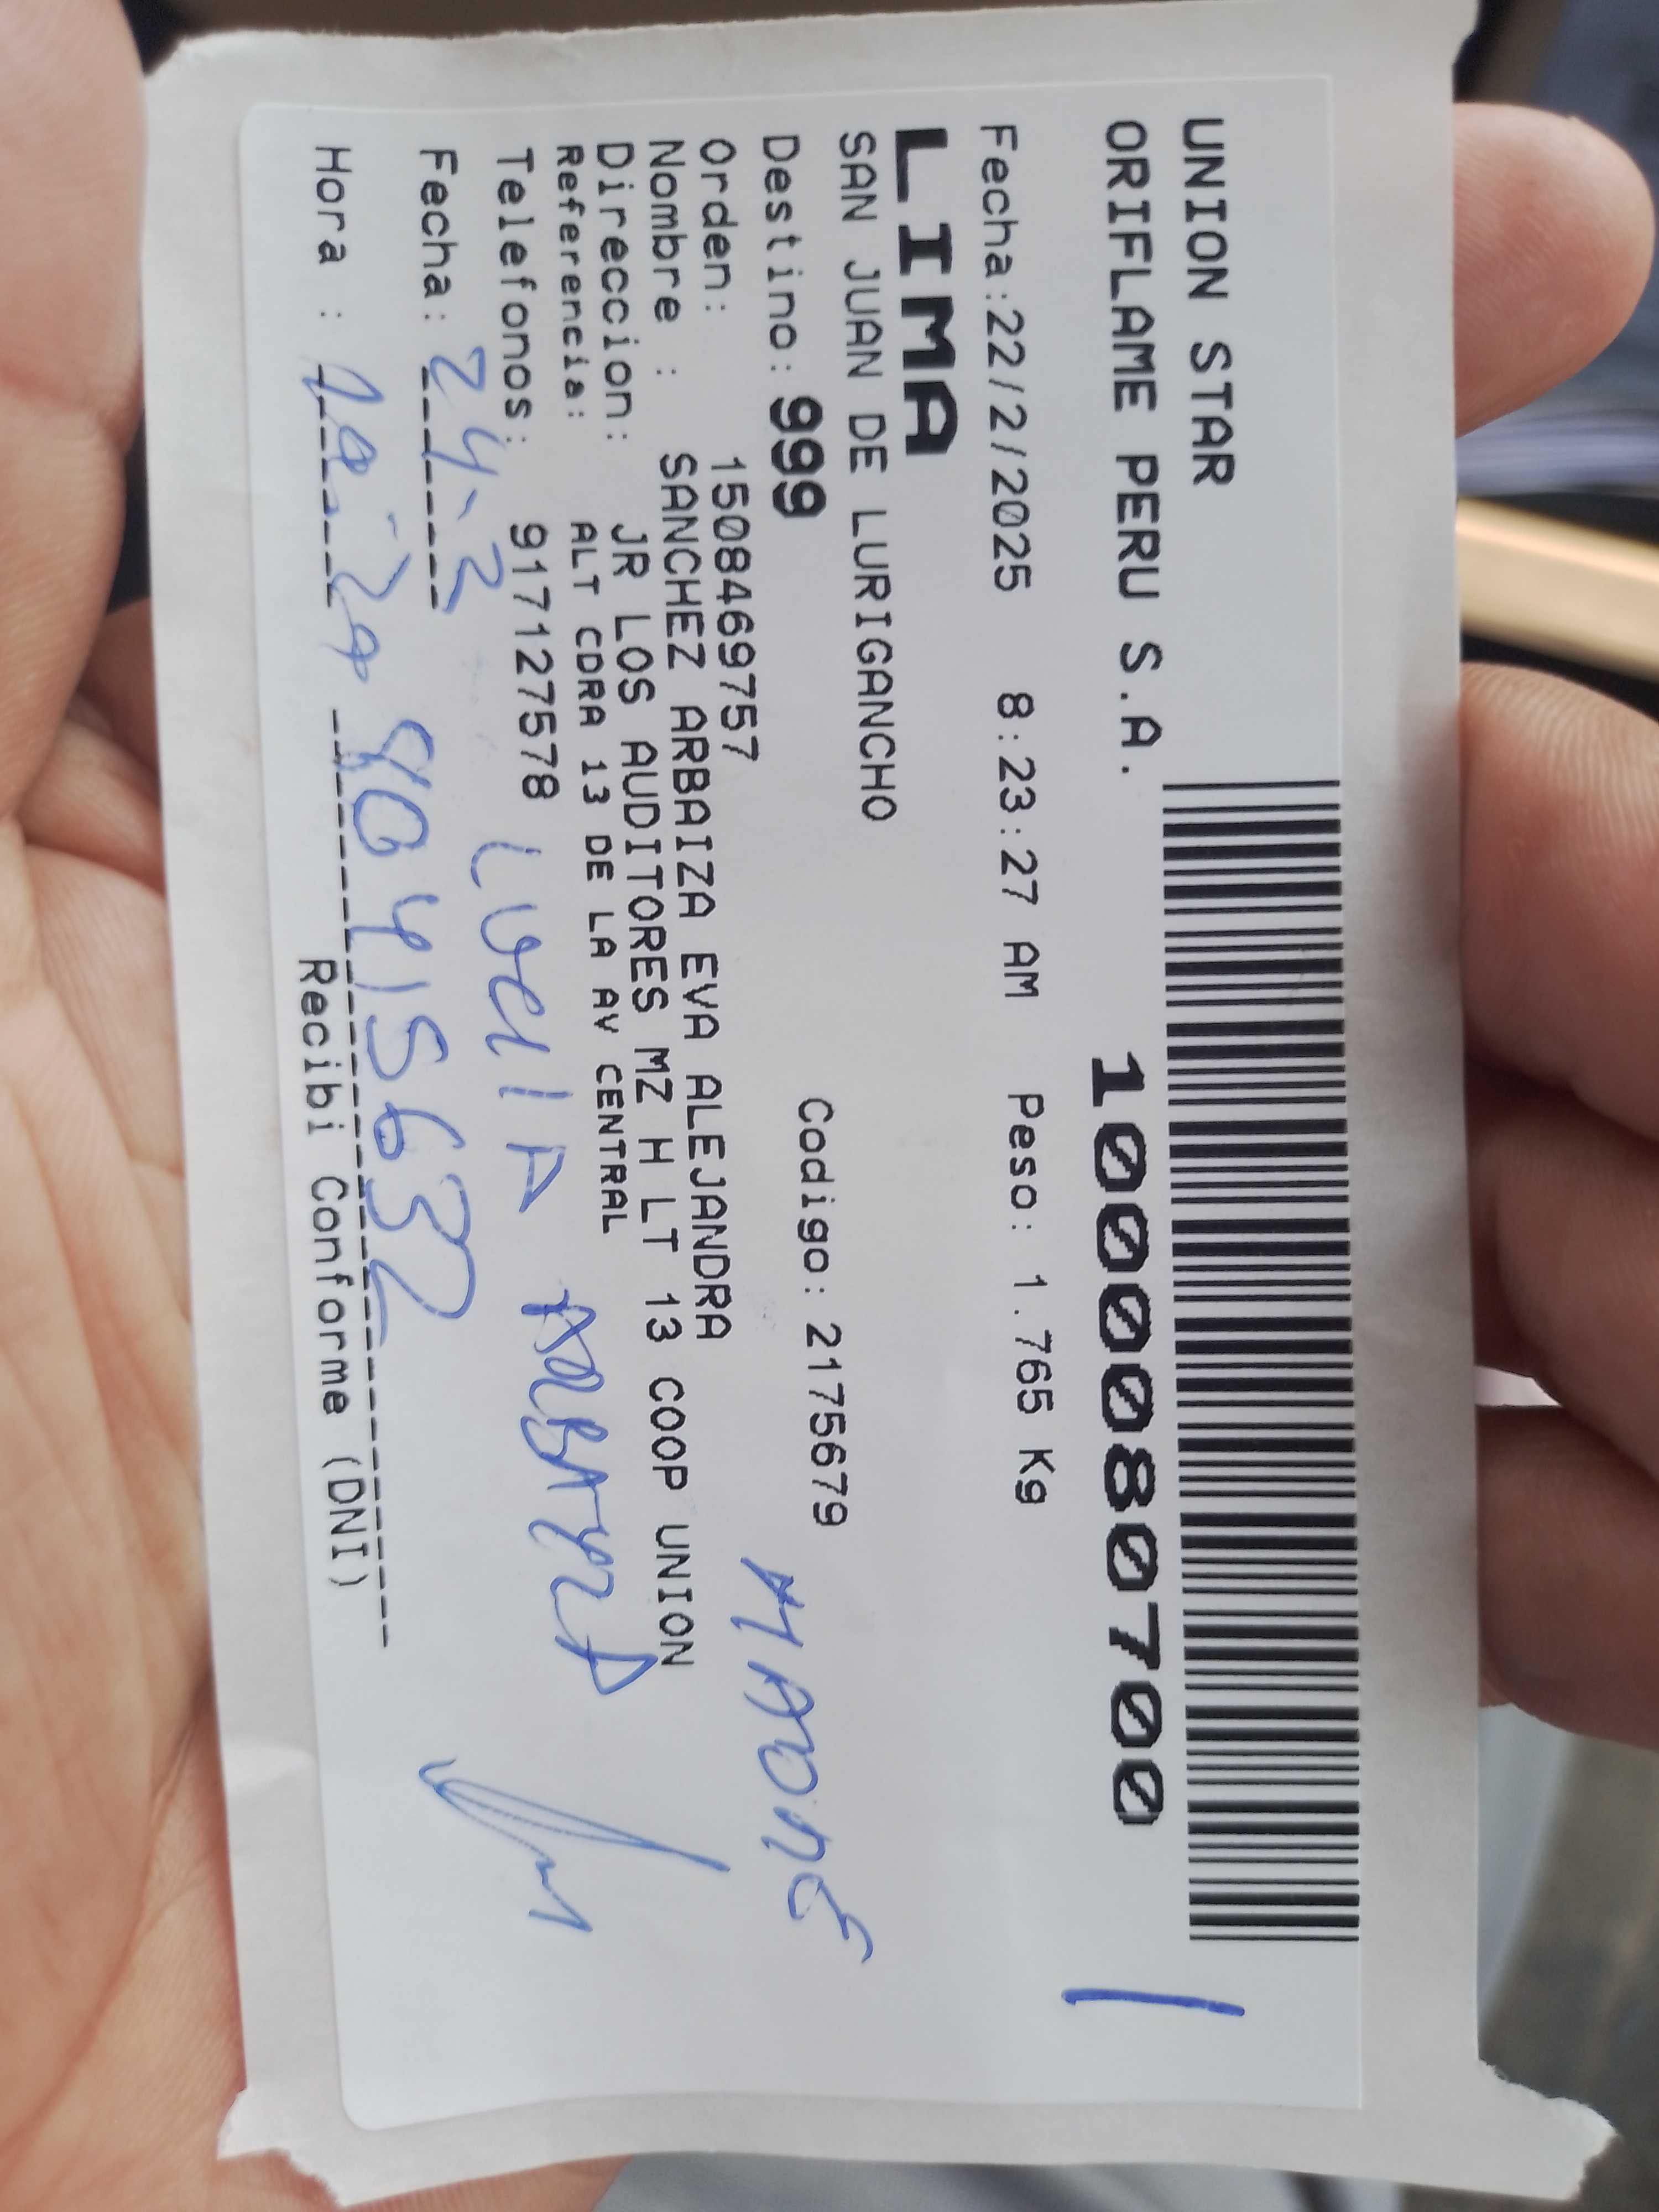 UNION STAR
ORIFLAME PERU S.A.
1000080700
Fecha:22/2/2025 8:23:27 AM Peso: 1.765 Kg
LIMA
SAN JUAN DE LURIGANCHO
Destino: 999 Codigo: 2175679
Orden: 1508469757
Nombre : SANCHEZ ARBAIZA EVA ALEJANDRA
Direccion: JR LOS AUDITORES MZ H LT 13 COOP UNION
Referencia: ALT CDRA 13 DE LA AV CENTRAL
Telefonos: 917127578
MADRE
LUCIA ARBAYZA
Fecha:
80415632
Hora :
Recibi Conforme (DNI)